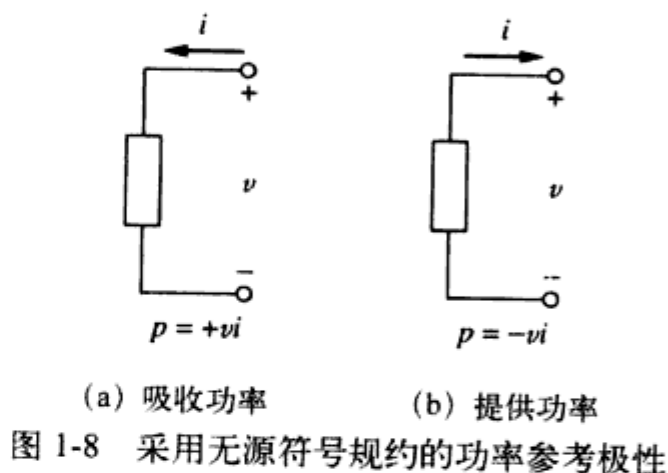 i i
+ +
v v
− −
p = +vi p = −vi
(a) 吸收功率 (b) 提供功率
图 1-8 采用无源符号规约的功率参考极性